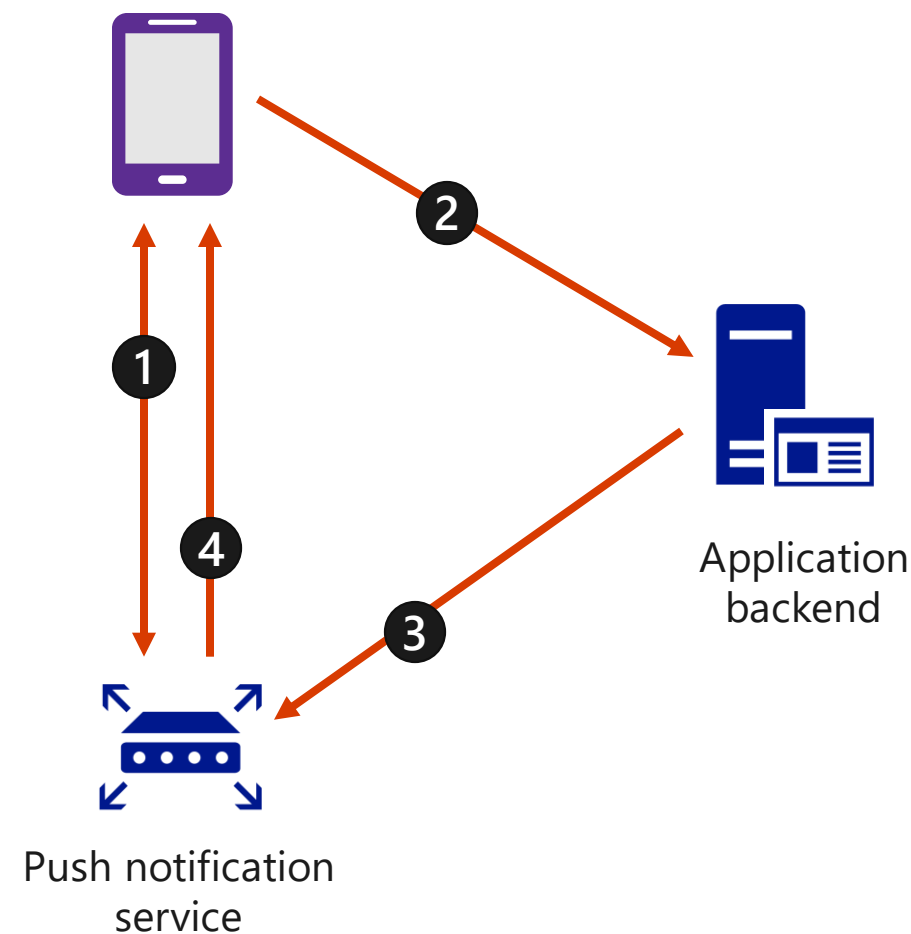 2
1
4
3
Application
backend
Push notification
service